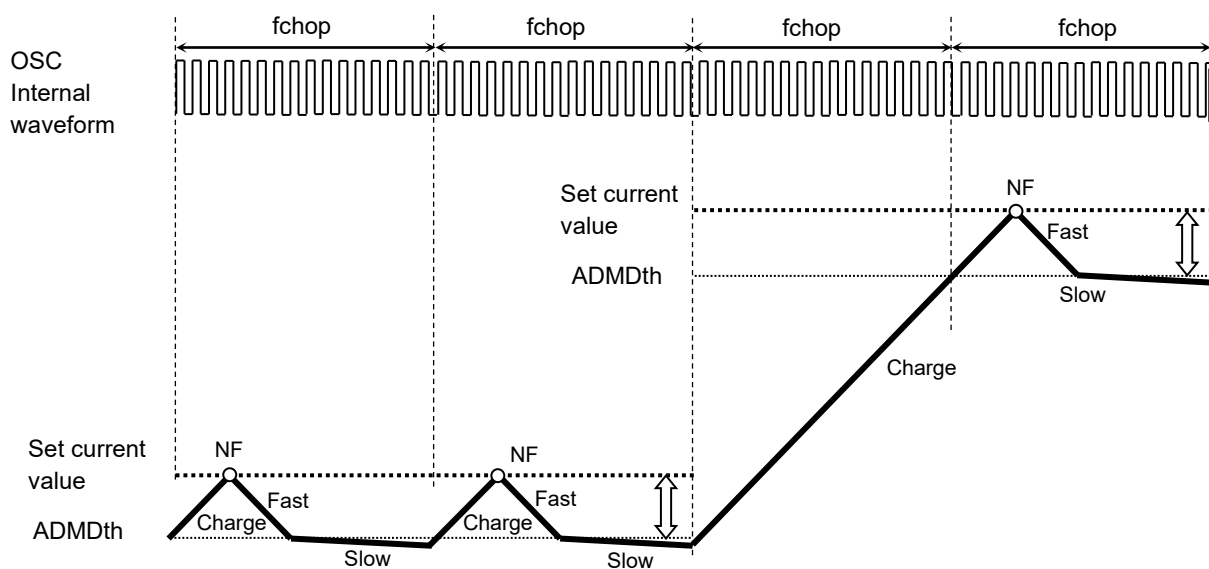 fchop
fchop
fchop
fchop
OSC
Internal
waveform
Set current
value
NF
Fast
ADMDth
Slow
Charge
Set current
value
NF
NF
Fast
Fast
Charge
Charge
ADMDth
Slow
Slow